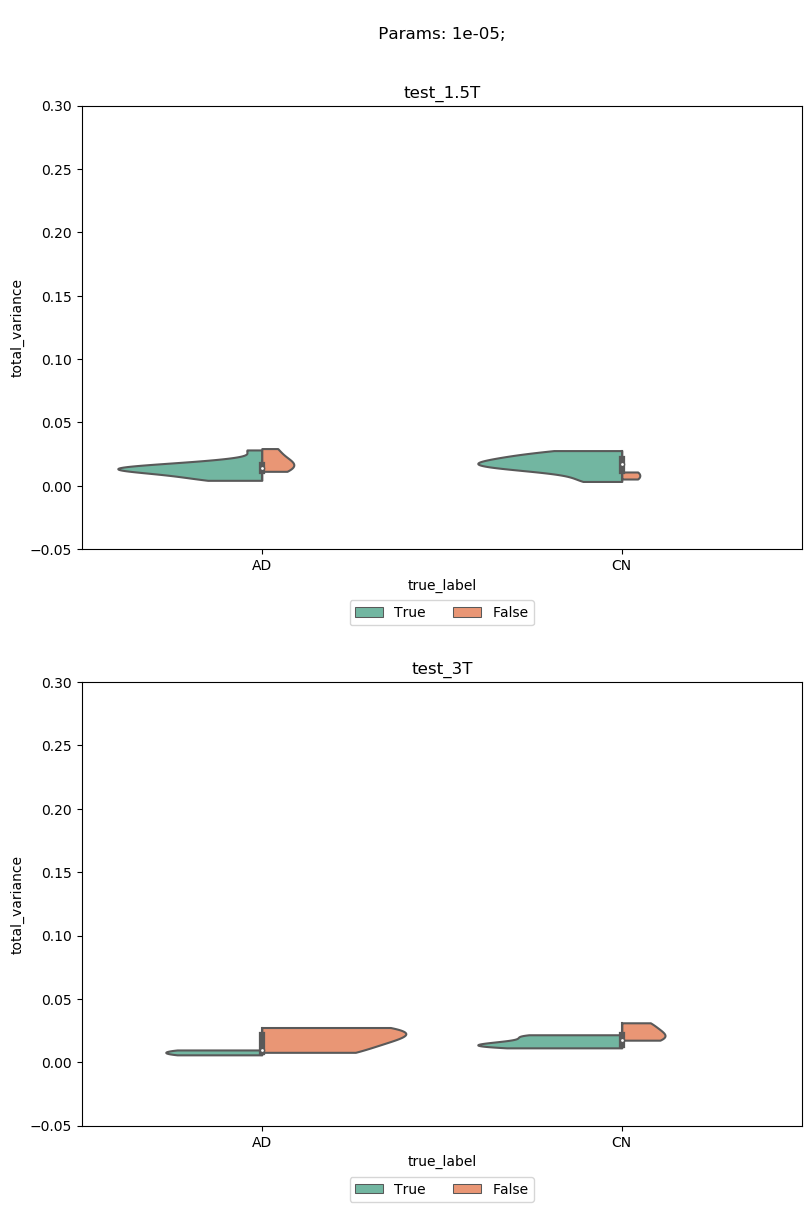 Params: 1e-05;
test_1.5T
0.30
0.25
0.20
0.15
0.10
0.05
0.00
−0.05
total_variance
AD CN
true_label
True False
test_3T
0.30
0.25
0.20
0.15
0.10
0.05
0.00
−0.05
total_variance
AD CN
true_label
True False